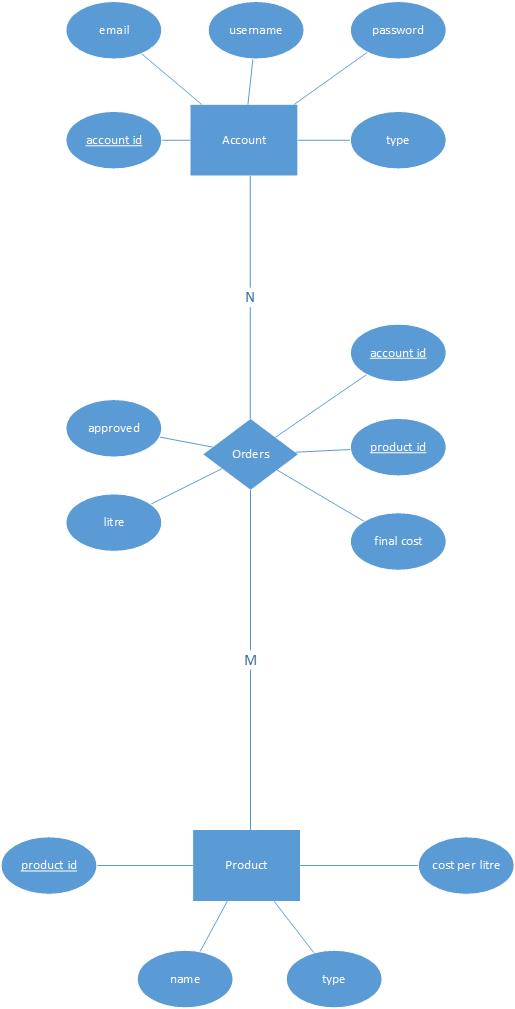 email
username
password
account id
Account
type
N
account id
approved
product id
Orders
litre
final cost
M
product id
Product
cost per litre
name
type